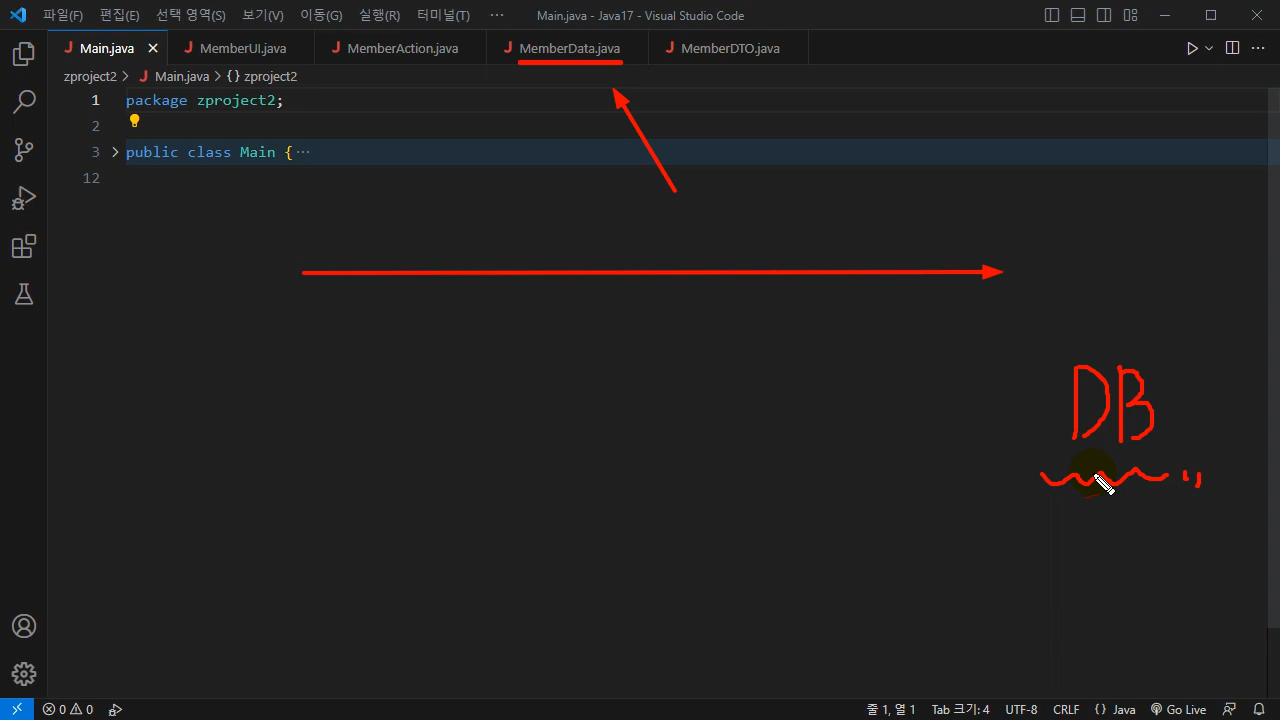 파일(F) 편집(E) 선택 영역(S) 보기(V) 이동(G) 실행(R) 터미널(T) ··· Main.java - Java17 - Visual Studio Code
J Main.java J MemberUI.java J MemberAction.java J MemberData.java J MemberDTO.java
zproject2 > J Main.java > {} zproject2
1 package zproject2;
2
3 > public class Main { ···
12
DB
0 0 줄 1, 열 1 Tab 크기: 4 UTF-8 CRLF {} Java Go Live